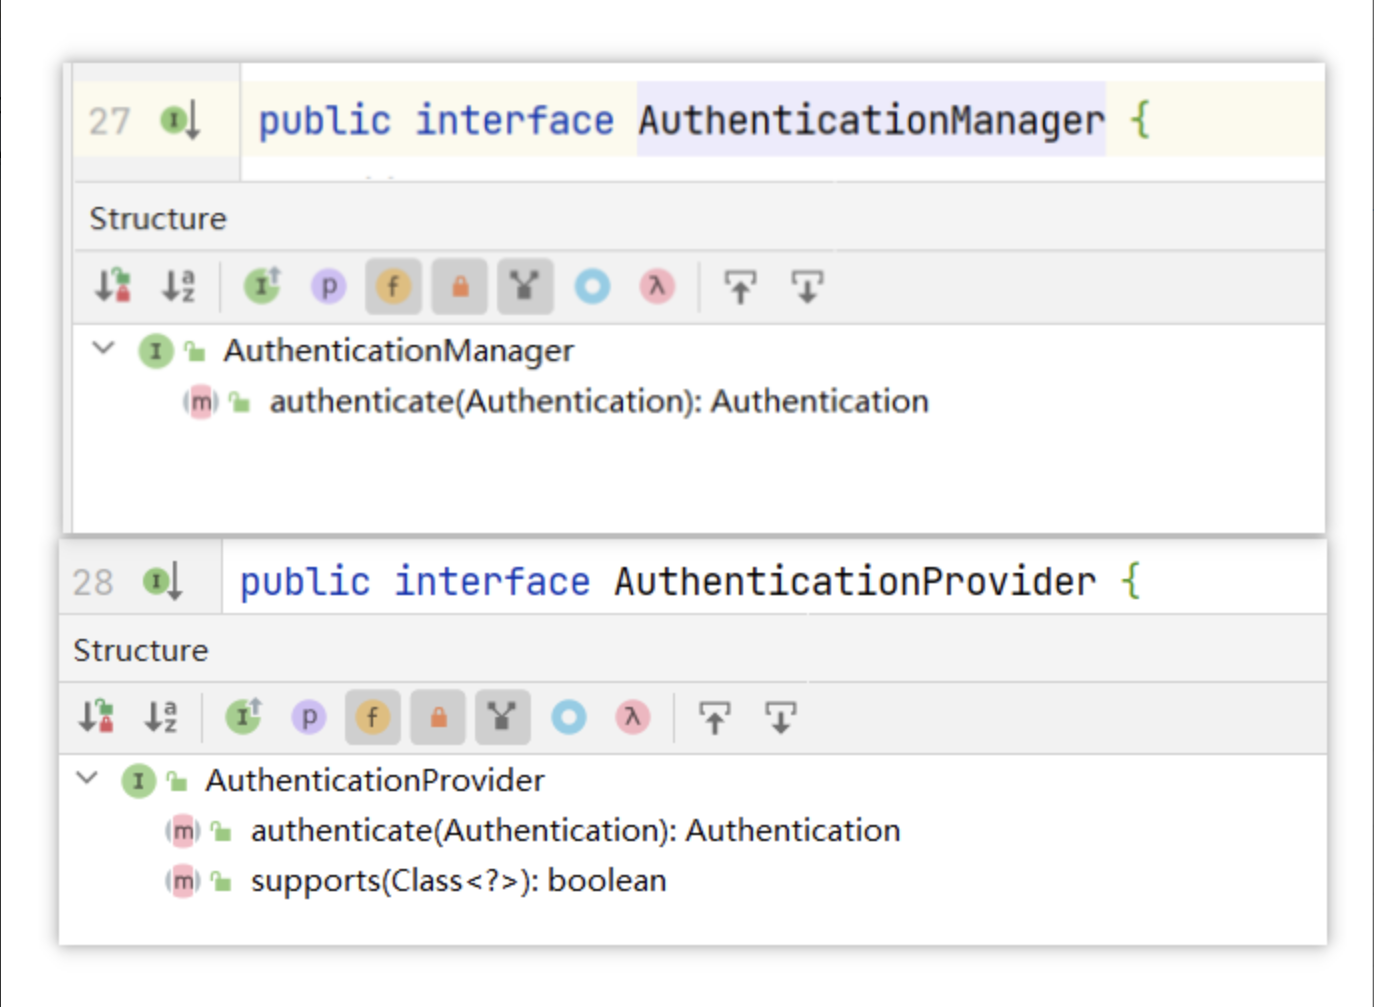 27 public interface AuthenticationManager {
Structure
AuthenticationManager
authenticate(Authentication): Authentication
28 public interface AuthenticationProvider {
Structure
AuthenticationProvider
authenticate(Authentication): Authentication
supports(Class<?>): boolean